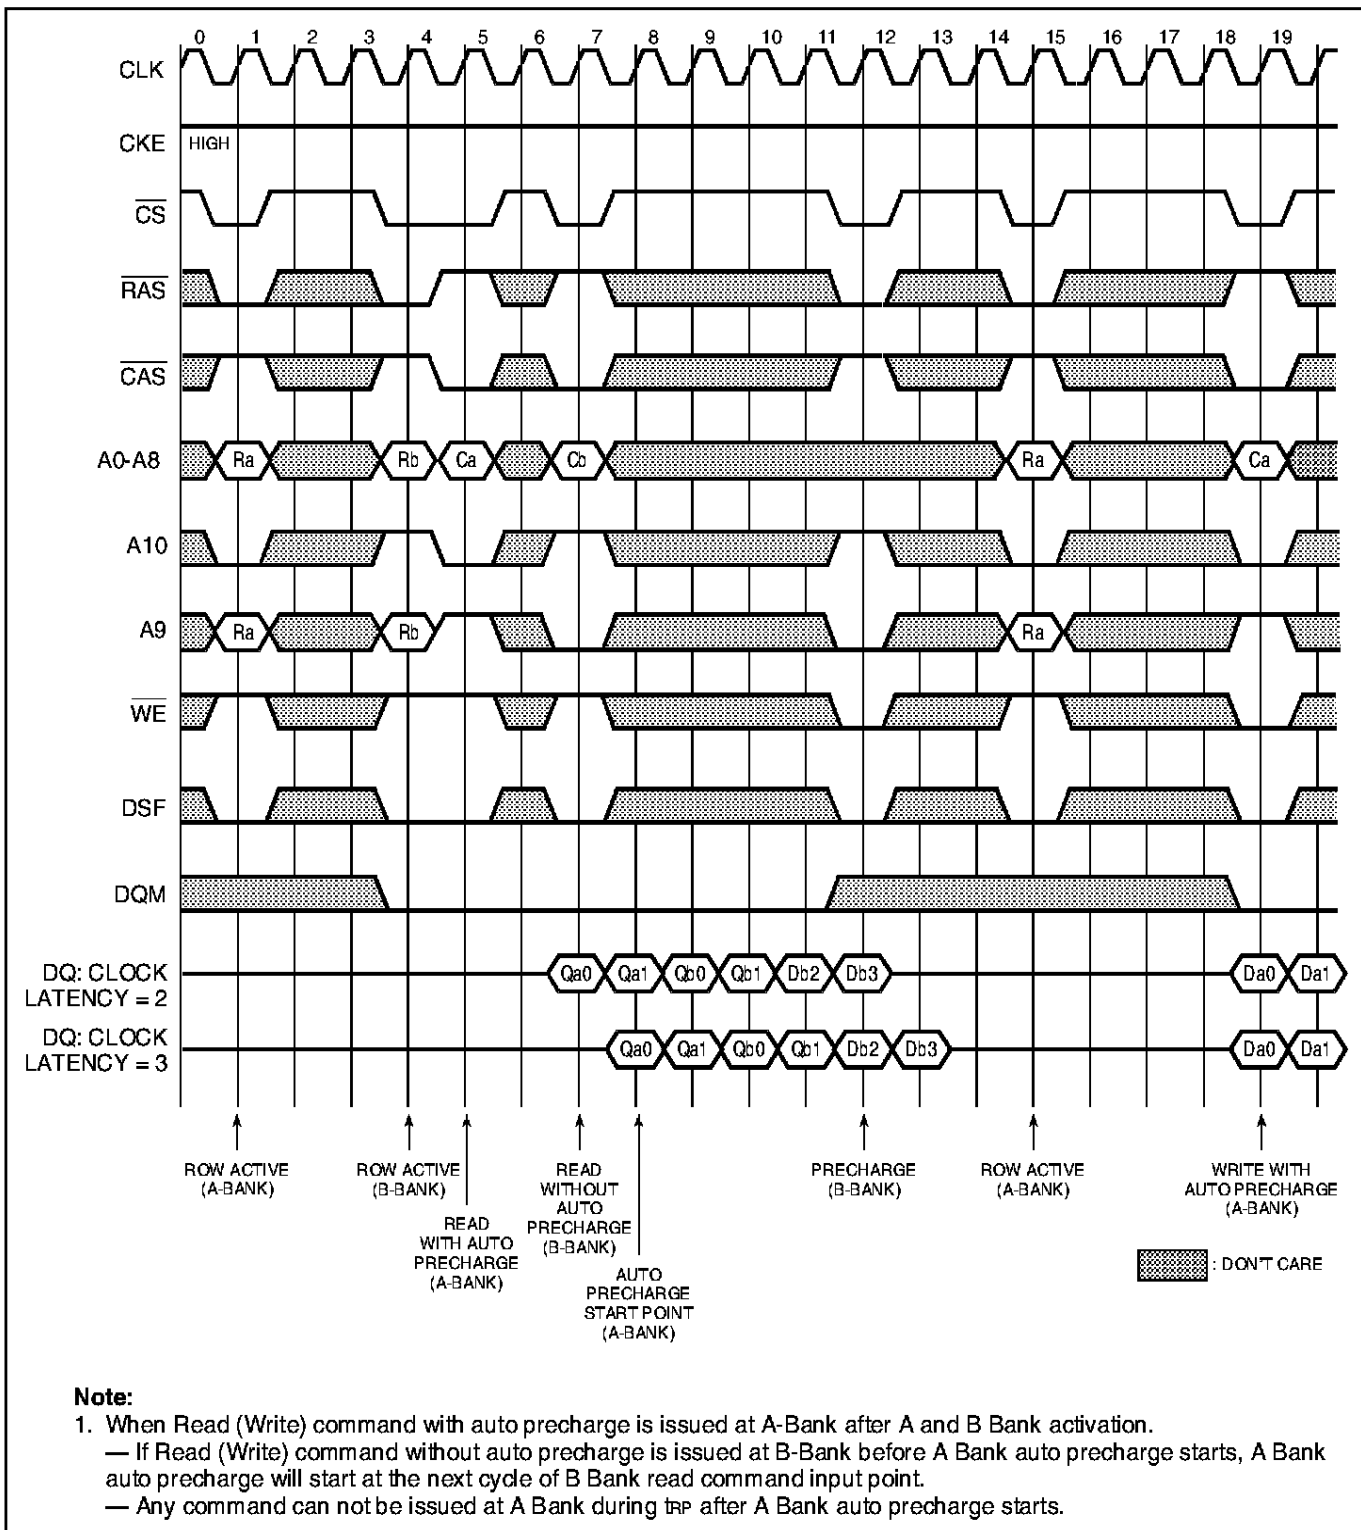 0 1 2 3 4 5 6 7 8 9 10 11 12 13 14 15 16 17 18 19
CLK
CKE HIGH
CS
RAS
CAS
A0-A8 Ra Rb Ca Cb Ra Ca
A10
A9 Ra Rb Ra
WE
DSF
DQM
DQ: CLOCK
LATENCY = 2
Qa0 Qa1 Qb0 Qb1 Db2 Db3 Da0 Da1
DQ: CLOCK
LATENCY = 3
Qa0 Qa1 Qb0 Qb1 Db2 Db3 Da0 Da1
ROW ACTIVE
(A-BANK)
ROW ACTIVE
(B-BANK)
READ
WITH AUTO
PRECHARGE
(A-BANK)
READ
WITHOUT
AUTO
PRECHARGE
(B-BANK)
AUTO
PRECHARGE
START POINT
(A-BANK)
PRECHARGE
(B-BANK)
ROW ACTIVE
(A-BANK)
WRITE WITH
AUTO PRECHARGE
(A-BANK)
: DON'T CARE
Note:
1. When Read (Write) command with auto precharge is issued at A-Bank after A and B Bank activation.
— If Read (Write) command without auto precharge is issued at B-Bank before A Bank auto precharge starts, A Bank
auto precharge will start at the next cycle of B Bank read command input point.
— Any command can not be issued at A Bank during tRP after A Bank auto precharge starts.